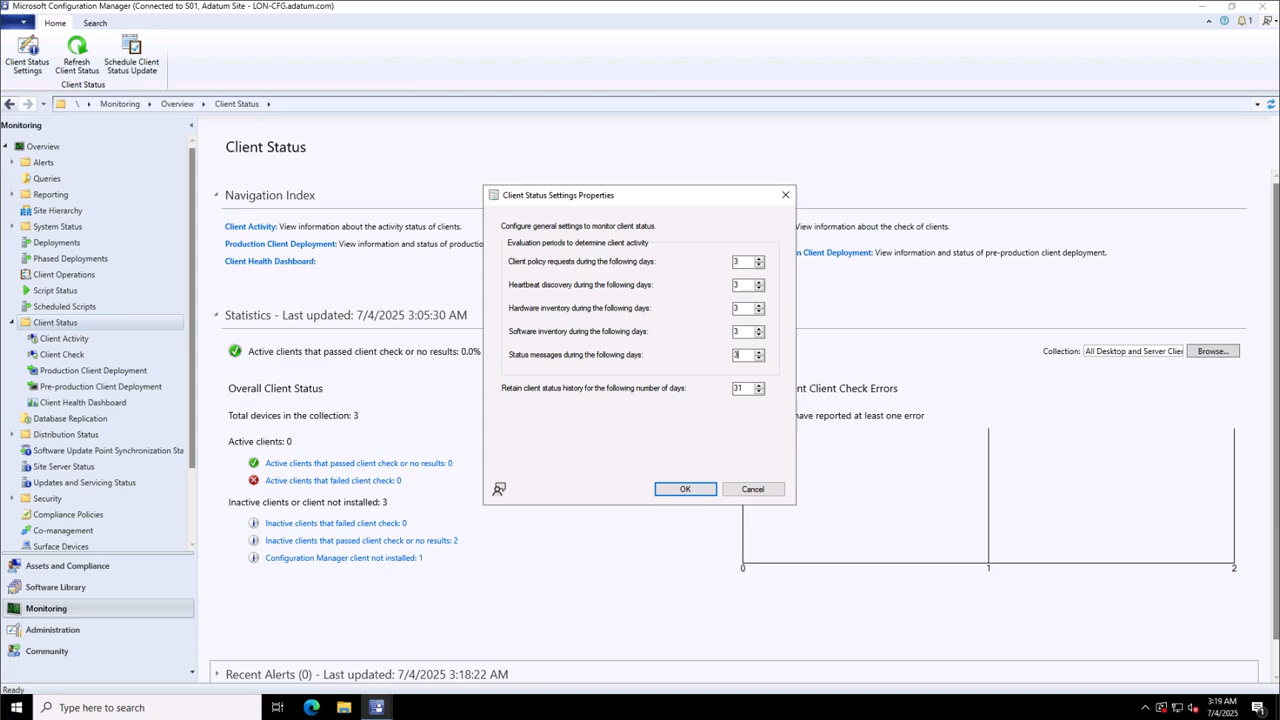 Microsoft Configuration Manager (Connected to S01, Adatum Site - LON-CFG.adatum.com)
Home
Search
1
Client Status Settings
Refresh Client Status
Schedule Client Status Update
Client Status
\ Monitoring Overview Client Status
Monitoring
Overview
Alerts
Queries
Reporting
Site Hierarchy
System Status
Deployments
Phased Deployments
Client Operations
Script Status
Scheduled Scripts
Client Status
Client Activity
Client Check
Production Client Deployment
Pre-production Client Deployment
Client Health Dashboard
Database Replication
Distribution Status
Software Update Point Synchronization Sta
Site Server Status
Updates and Servicing Status
Security
Compliance Policies
Co-management
Surface Devices
Assets and Compliance
Software Library
Monitoring
Administration
Community
Client Status
Navigation Index
Client Activity: View information about the activity status of clients.
Production Client Deployment: View information and status of productio
Client Health Dashboard:
view information about the check of clients.
n Client Deployment: View information and status of pre-production client deployment.
Statistics - Last updated: 7/4/2025 3:05:30 AM
Active clients that passed client check or no results: 0.0%
Collection: All Desktop and Server Clie Browse...
Overall Client Status
Total devices in the collection: 3
Active clients: 0
Active clients that passed client check or no results: 0
Active clients that failed client check: 0
Inactive clients or client not installed: 3
Inactive clients that failed client check: 0
Inactive clients that passed client check or no results: 2
Configuration Manager client not installed: 1
nt Client Check Errors
have reported at least one error
0 1 2
Recent Alerts (0) - Last updated: 7/4/2025 3:18:22 AM
Client Status Settings Properties
Configure general settings to monitor client status.
Evaluation periods to determine client activity
Client policy requests during the following days: 3
Heartbeat discovery during the following days: 3
Hardware inventory during the following days: 3
Software inventory during the following days: 3
Status messages during the following days: 3
Retain client status history for the following number of days: 31
OK Cancel
Ready
Type here to search
3:19 AM
7/4/2025
1